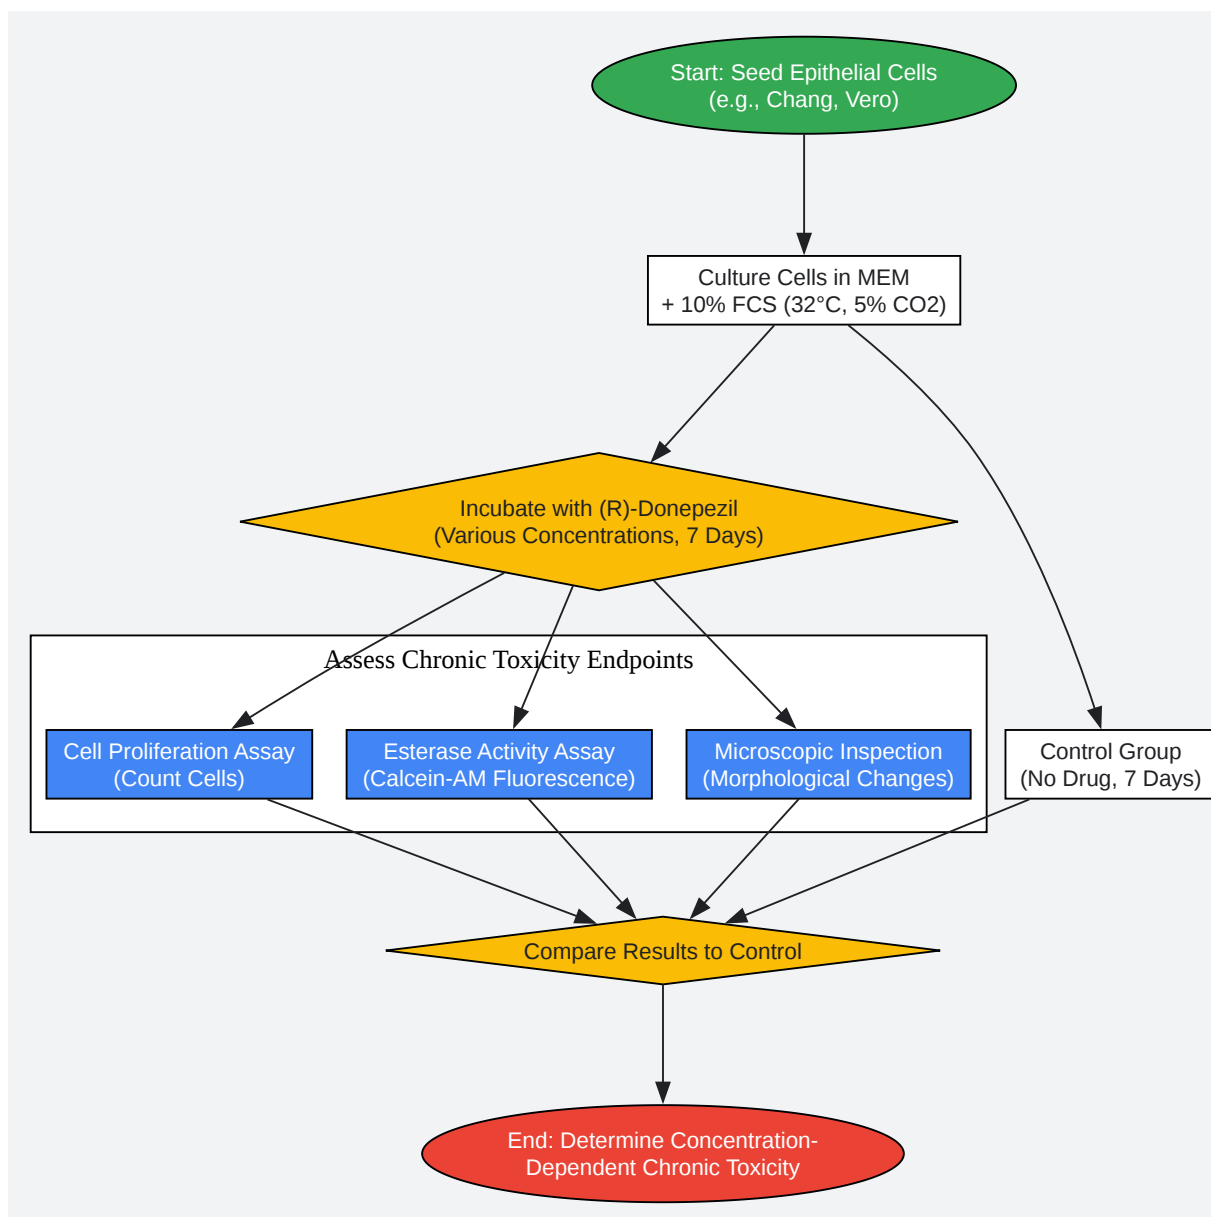 Start: Seed Epithelial Cells
(e.g., Chang, Vero)
Culture Cells in MEM
+ 10% FCS (32°C, 5% CO2)
Incubate with (R)-Donepezil
(Various Concentrations, 7 Days)
Assess Chronic Toxicity Endpoints
Cell Proliferation Assay
(Count Cells)
Esterase Activity Assay
(Calcein-AM Fluorescence)
Microscopic Inspection
(Morphological Changes)
Control Group
(No Drug, 7 Days)
Compare Results to Control
End: Determine Concentration-
Dependent Chronic Toxicity